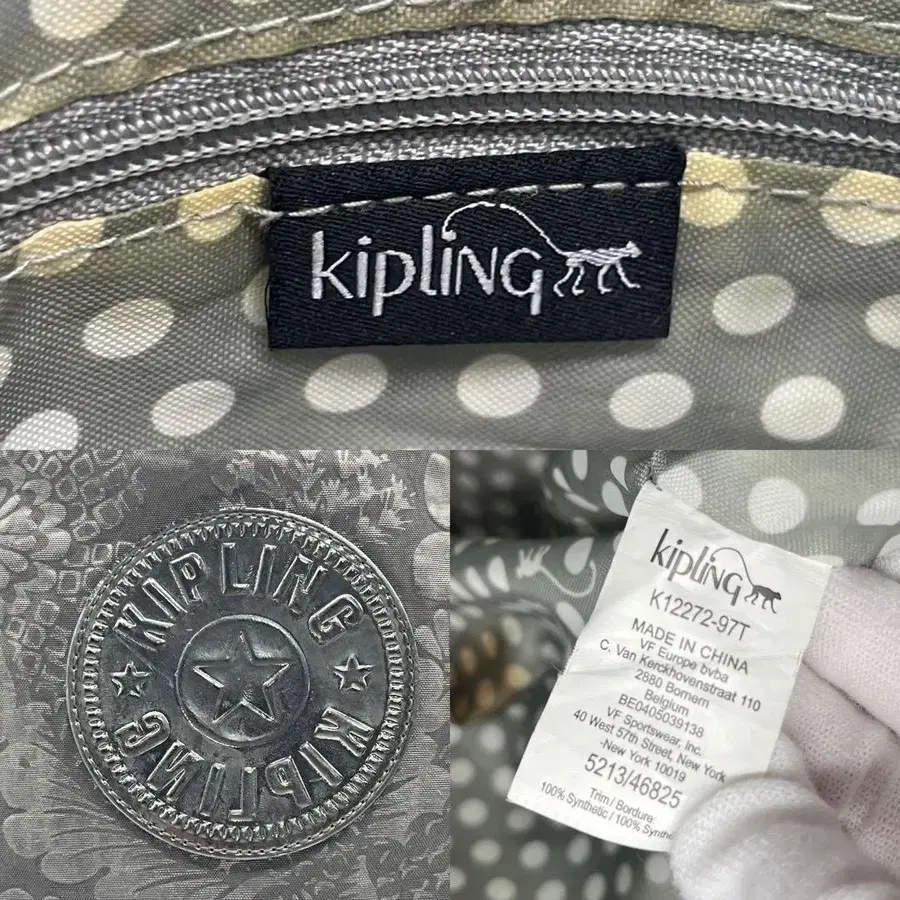 kipling
KIPLING
KIPLING
kipling
K12272-97T
MADE IN CHINA
VF Europe bvba
C. Van Kerckhovenstraat 110
2880 Bornem
Belgium
BE0405039138
VF Sportswear, Inc.
40 West 57th Street, New York
-New York 10019
5213/46825
Trim/Bordure:
100% Synthetic / 100%